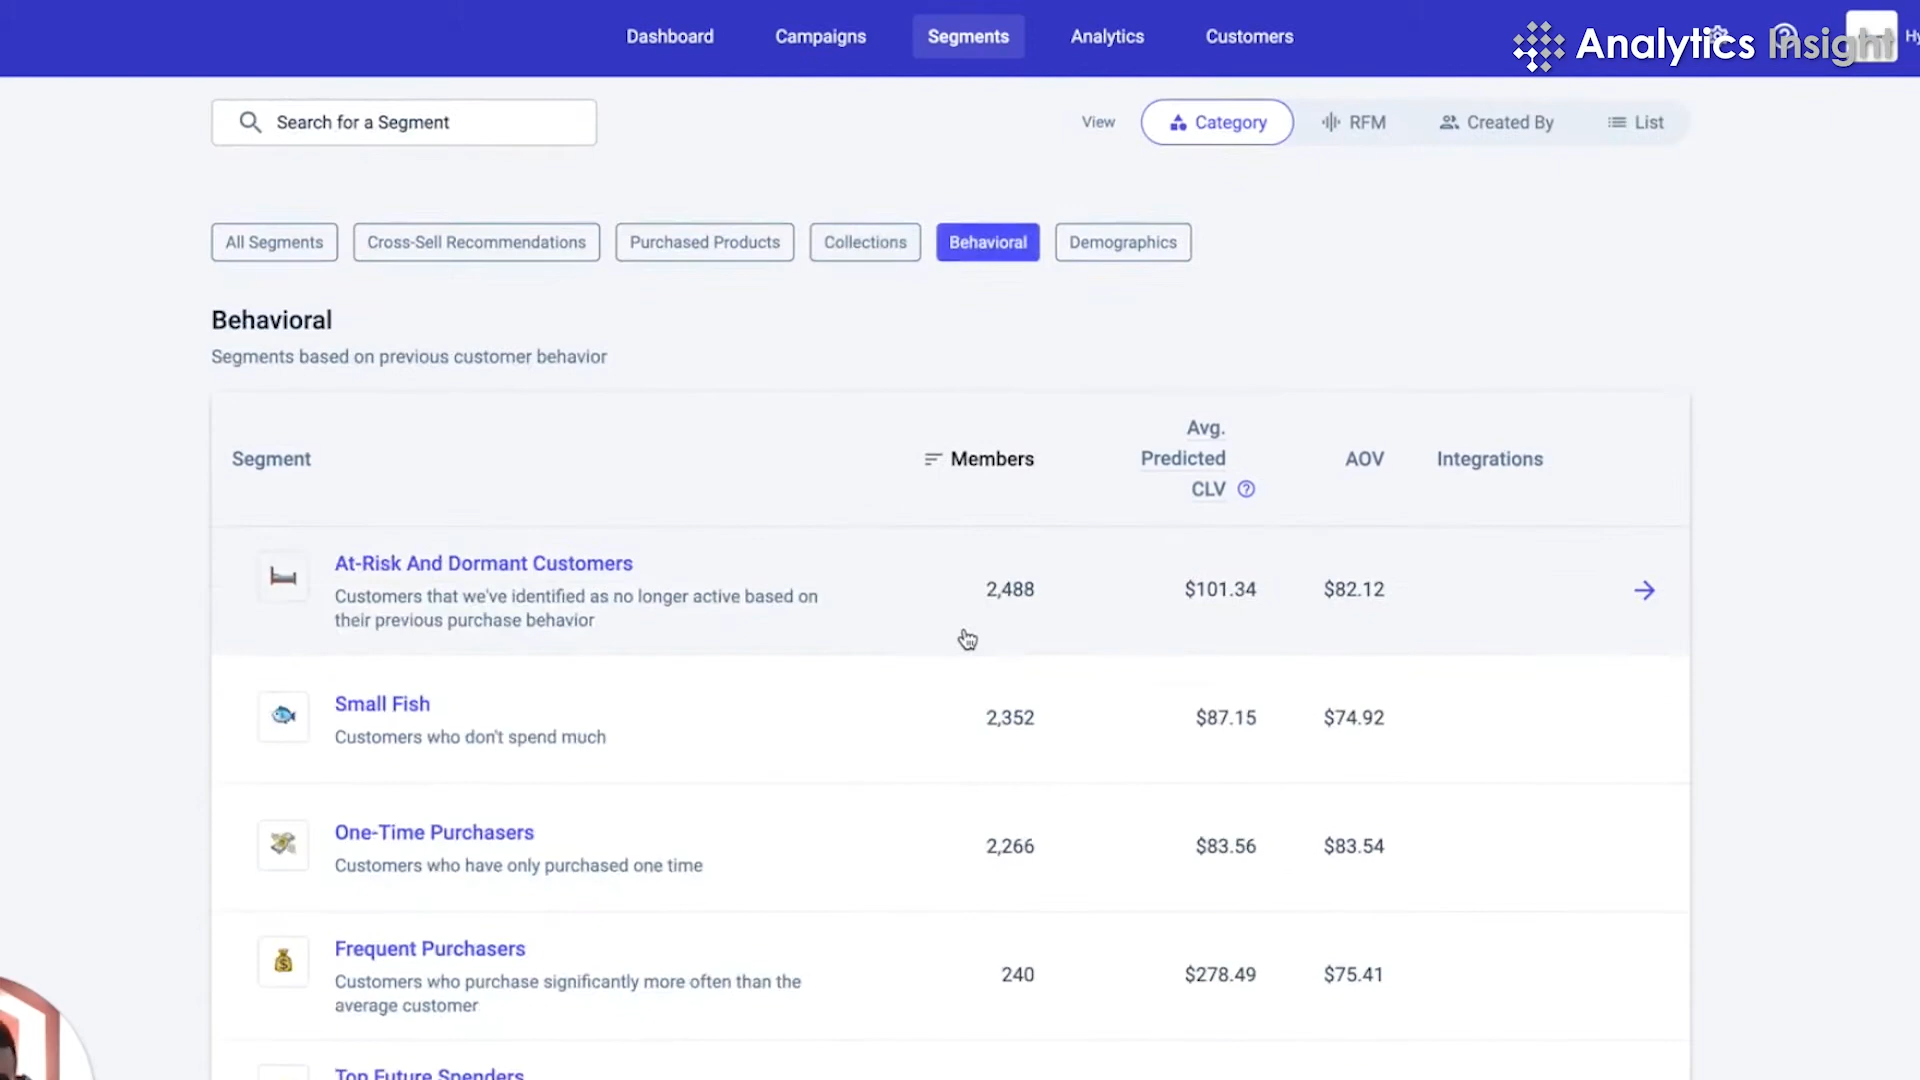 Dashboard
Campaigns
Segments
Analytics
Customers
Analytics Insight
Hy
Search for a Segment
View
Category
RFM
Created By
List
All Segments
Cross-Sell Recommendations
Purchased Products
Collections
Behavioral
Demographics
Behavioral
Segments based on previous customer behavior
Segment
Members
Avg.
Predicted
CLV
AOV
Integrations
At-Risk And Dormant Customers
Customers that we've identified as no longer active based on
their previous purchase behavior
2,488
$101.34
$82.12
Small Fish
Customers who don't spend much
2,352
$87.15
$74.92
One-Time Purchasers
Customers who have only purchased one time
2,266
$83.56
$83.54
Frequent Purchasers
Customers who purchase significantly more often than the
average customer
240
$278.49
$75.41
Top Future Spenders